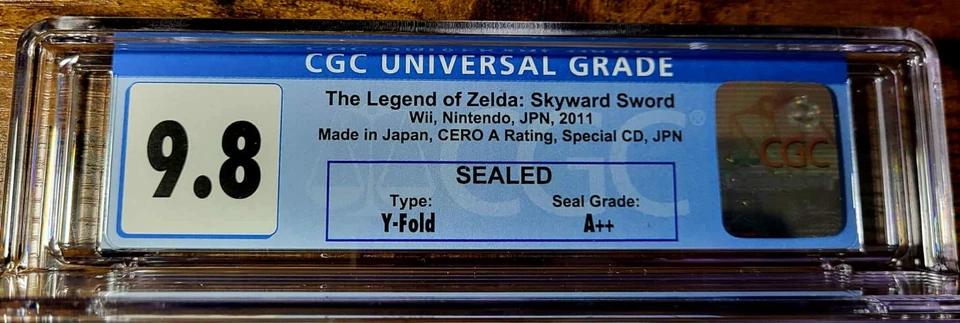 CGC UNIVERSAL GRADE
9.8
The Legend of Zelda: Skyward Sword
Wii, Nintendo, JPN, 2011
Made in Japan, CERO A Rating, Special CD, JPN
SEALED
Type:
Y-Fold
Seal Grade:
A++
CGC
CGC®